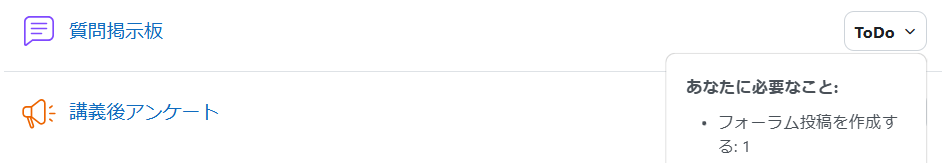 質問掲示板
ToDo
あなたに必要なこと:
• フォーラム投稿を作成す
る: 1
講義後アンケート